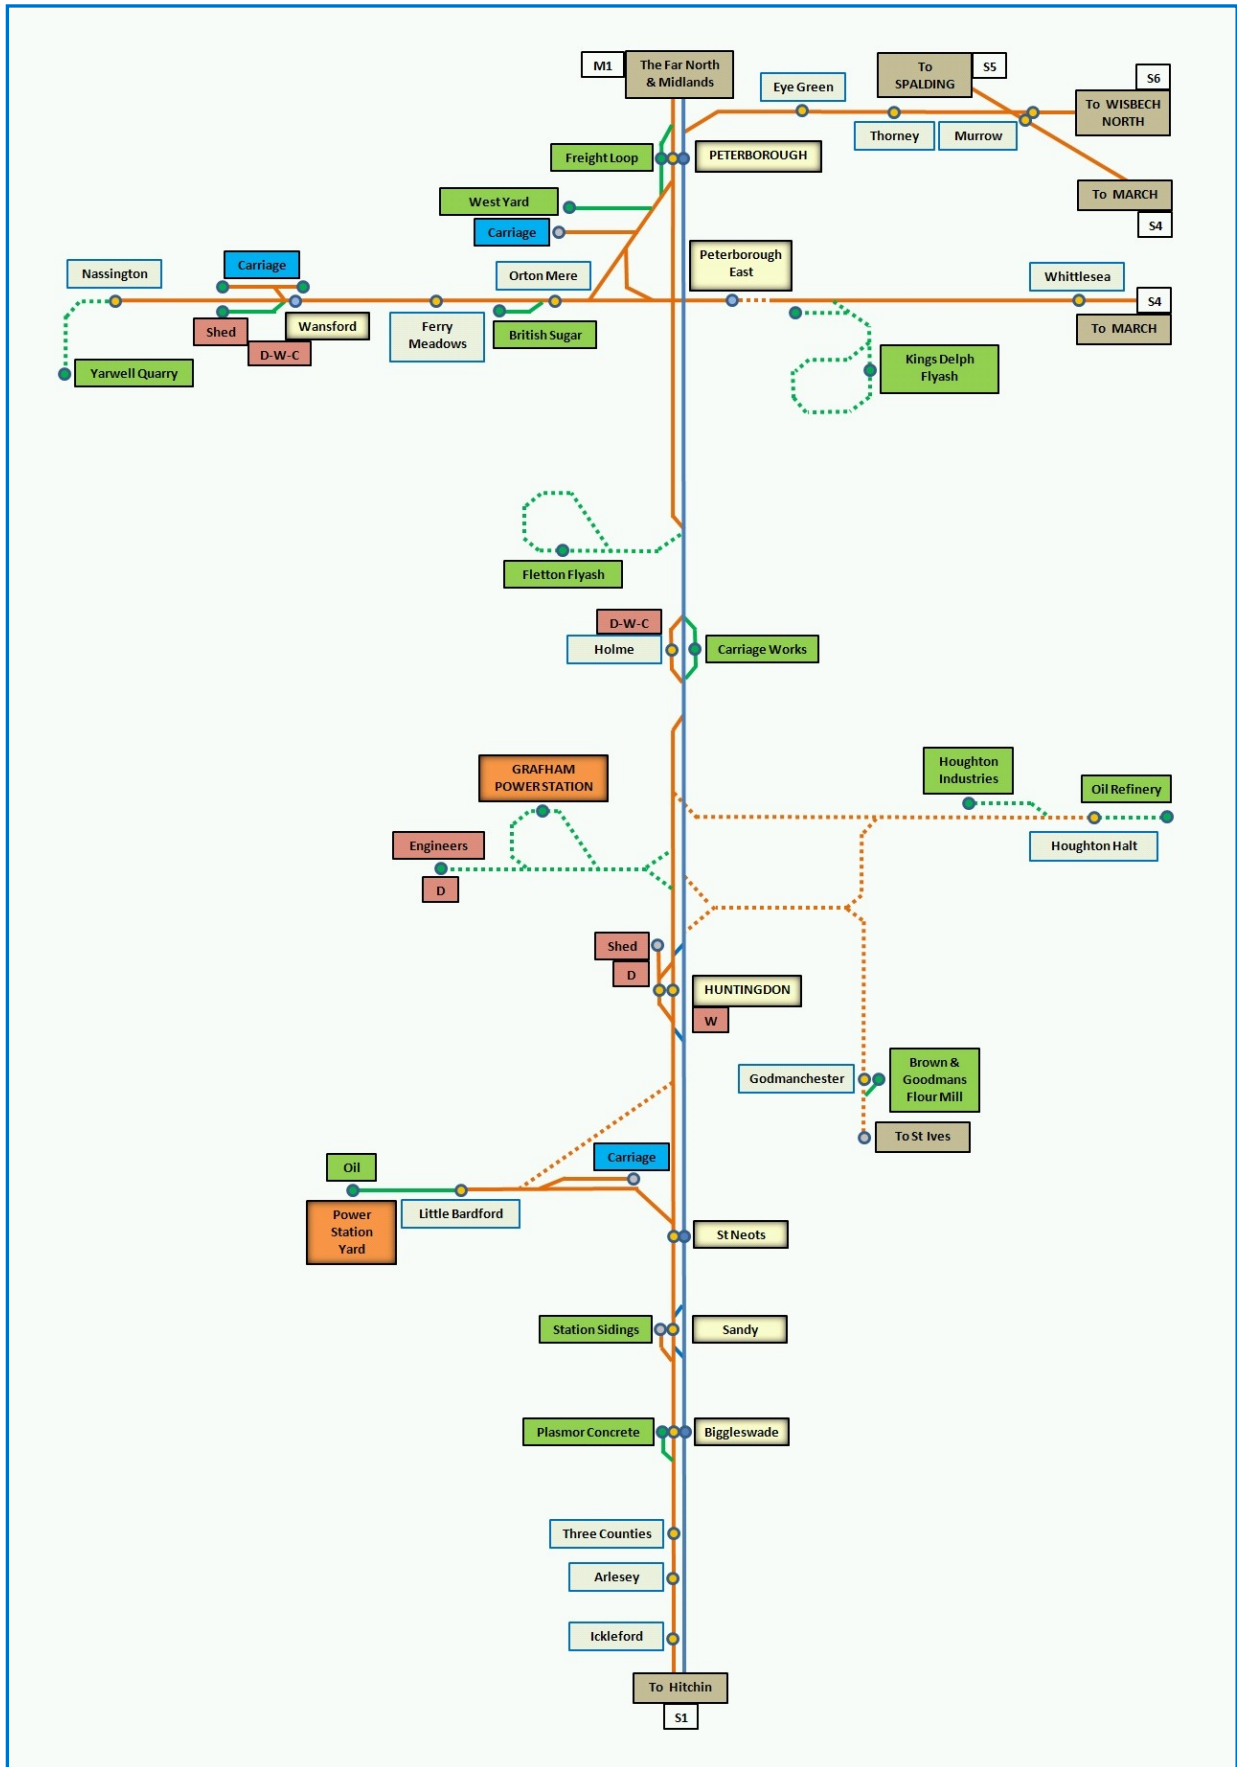 M1
The Far North
& Midlands
To
SPALDING
S5
S6
To WISBECH
NORTH
Eye Green
Thorney
Murrow
Freight Loop
PETERBOROUGH
To MARCH
S4
West Yard
Carriage
Peterborough
East
Nassington
Carriage
Orton Mere
Whittlesea
S4
To MARCH
Shed
D-W-C
Wansford
Ferry
Meadows
British Sugar
Yarwell Quarry
Kings Delph
Flyash
Fletton Flyash
D-W-C
Holme
Carriage Works
GRAFHAM
POWER STATION
Houghton
Industries
Oil Refinery
Engineers
D
Houghton Halt
Shed
D
HUNTINGDON
W
Godmanchester
Brown &
Goodmans
Flour Mill
To St Ives
Oil
Carriage
Power
Station
Yard
Little Bardford
St Neots
Station Sidings
Sandy
Plasmor Concrete
Biggleswade
Three Counties
Arlesey
Ickleford
To Hitchin
S1